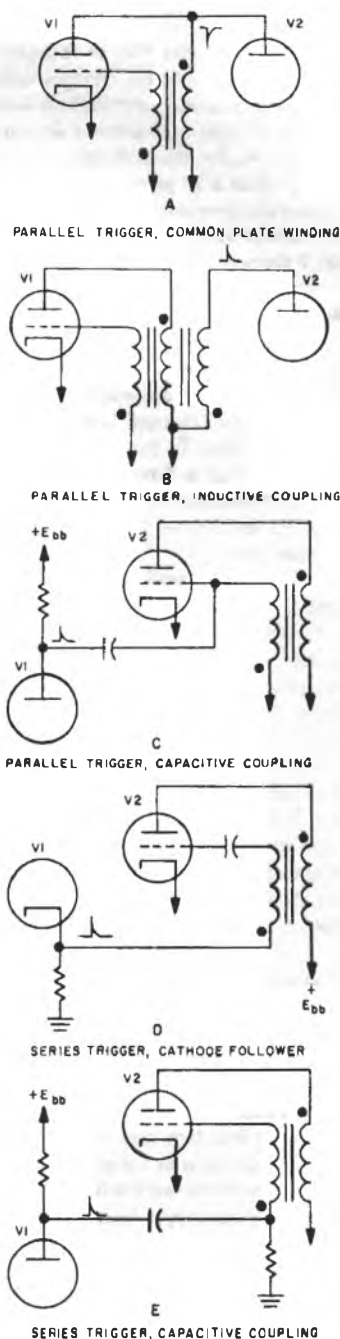 V1
V2
A
PARALLEL TRIGGER, COMMON PLATE WINDING
V1
V2
B
PARALLEL TRIGGER, INDUCTIVE COUPLING
+Ebb
V2
V1
C
PARALLEL TRIGGER, CAPACITIVE COUPLING
V2
V1
+
Ebb
D
SERIES TRIGGER, CATHODE FOLLOWER
+Ebb
V2
V1
E
SERIES TRIGGER, CAPACITIVE COUPLING